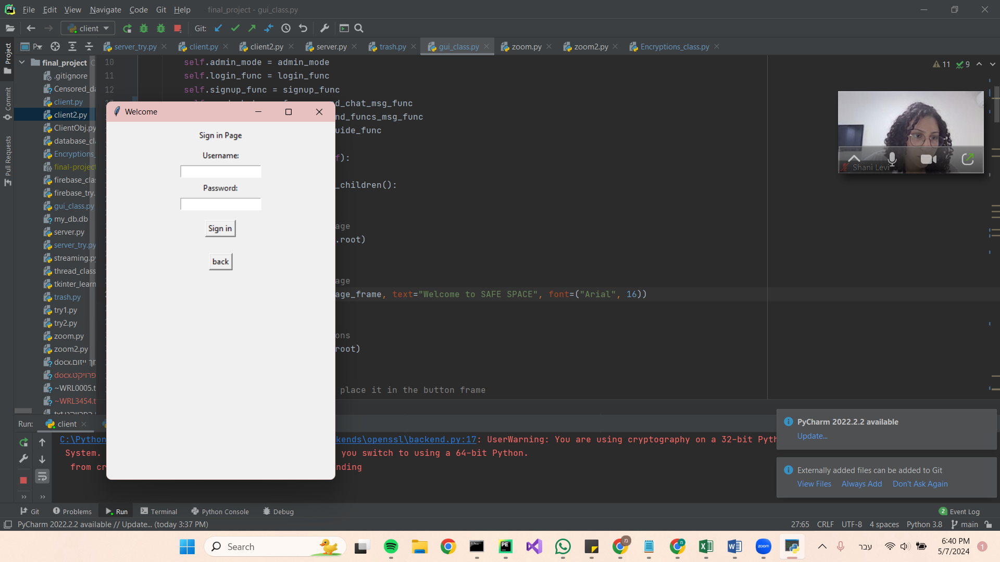 File Edit View Navigate Code Git Help final_project - gui_class.py
client Git:
Project
Commit
Pull Requests
server_try.py client.py client2.py server.py trash.py gui_class.py zoom.py zoom2.py Encryptions_class.py
final_project
.gitignore
client.py
client2.py
ClientObj.py
Encryptions_
final-project
gui_class.py
my_db.db
server.py
server_try.py
streaming.py
thread_class
tkinter_learn
trash.py
try1.py
try2.py
zoom.py
zoom2.py
~WRL0005.t
~WRL3454.t
10 self.admin_mode = admin_mode
11 self.login_func = login_func
12 self.signup_func = signup_func
d_chat_msg_func
nd_funcs_msg_func
uide_func
f):
_children():
age
.root)
age
age_frame, text="Welcome to SAFE SPACE", font=("Arial", 16))
ons
root)
place it in the button frame
11 9
Welcome
Sign in Page
Username:
Password:
Sign in
back
Shani Levi
Run: client
C:\Python kends\openssl\backend.py:17: UserWarning: You are using cryptography on a 32-bit Pyth
System. you switch to using a 64-bit Python.
from cr nding
PyCharm 2022.2.2 available
Update...
Externally added files can be added to Git
View Files Always Add Don't Ask Again
Git Problems Run Terminal Python Console Debug 2 Event Log
PyCharm 2022.2.2 available // Update... (today 3:37 PM) 27:65 CRLF UTF-8 4 spaces Python 3.8 main
Search
עבר
6:40 PM
5/7/2024
1